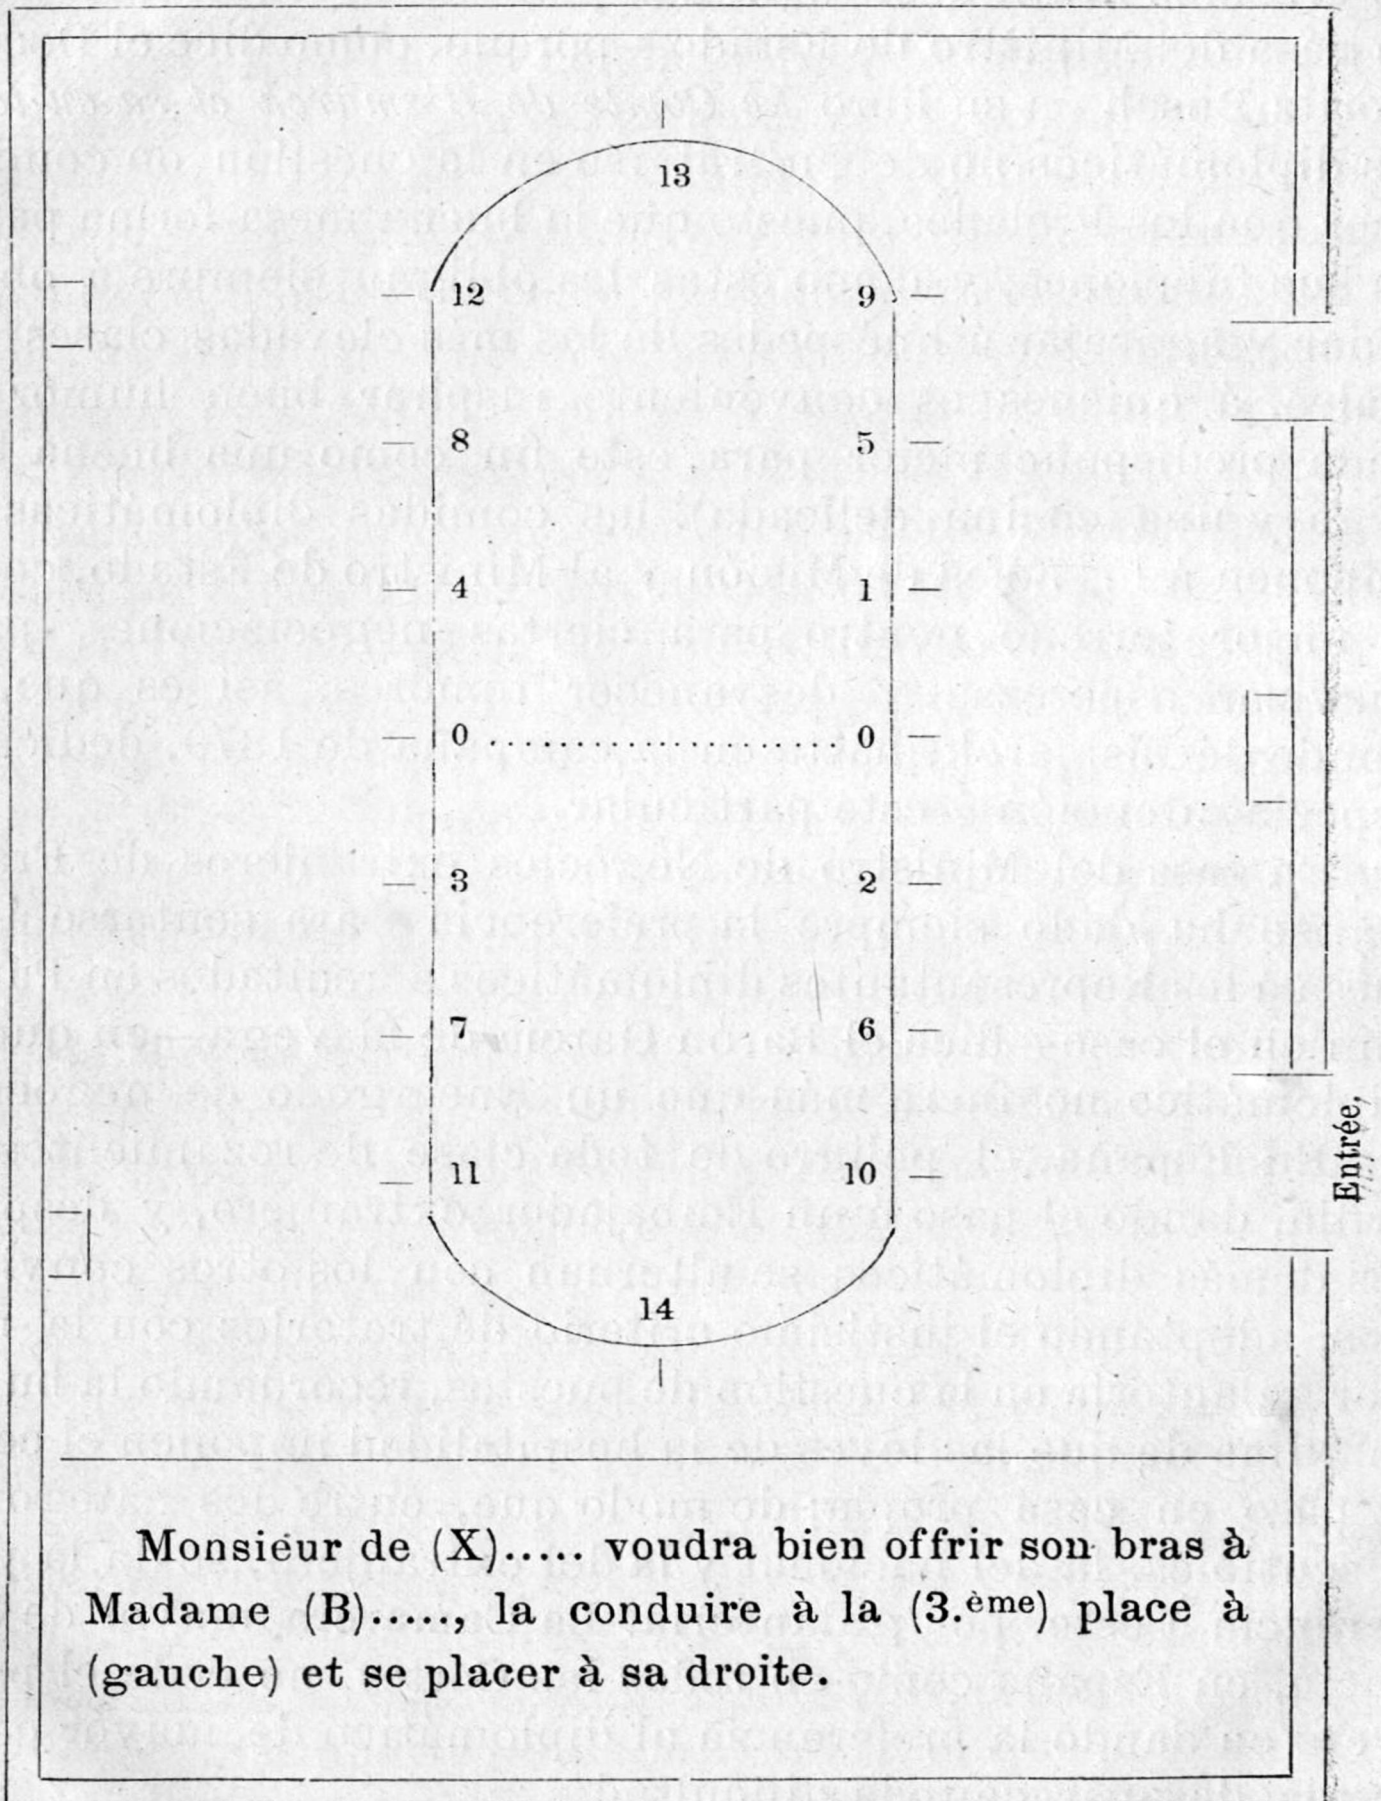 13
12 9
8 5
4 1
0 ........................ 0
3 2
7 6
11 10
14
Entrée,
Monsieur de (X)..... voudra bien offrir son bras à
Madame (B)....., la conduire à la (3.ème) place à
(gauche) et se placer à sa droite.